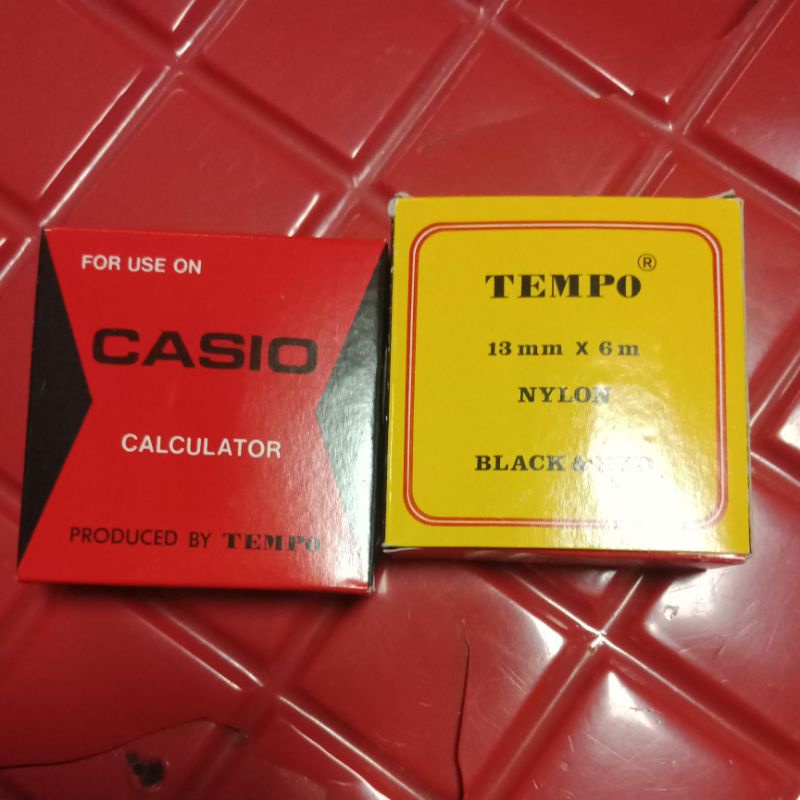 FOR USE ON
CASIO
CALCULATOR
PRODUCED BY TEMPO
TEMPO ®
13 mm X 6 m
NYLON
BLACK &